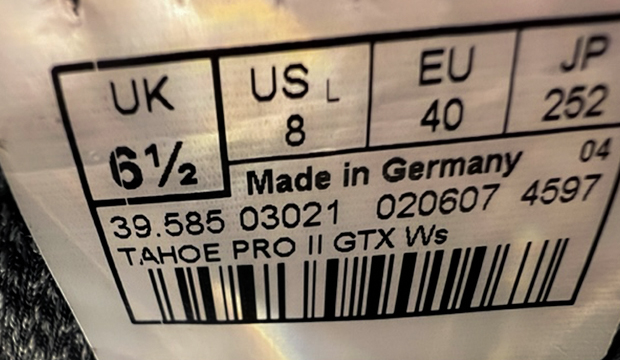 UK US L EU JP
6½ 8 40 252
Made in Germany 04
39.585 03021 020607 4597
TAHOE PRO II GTX Ws